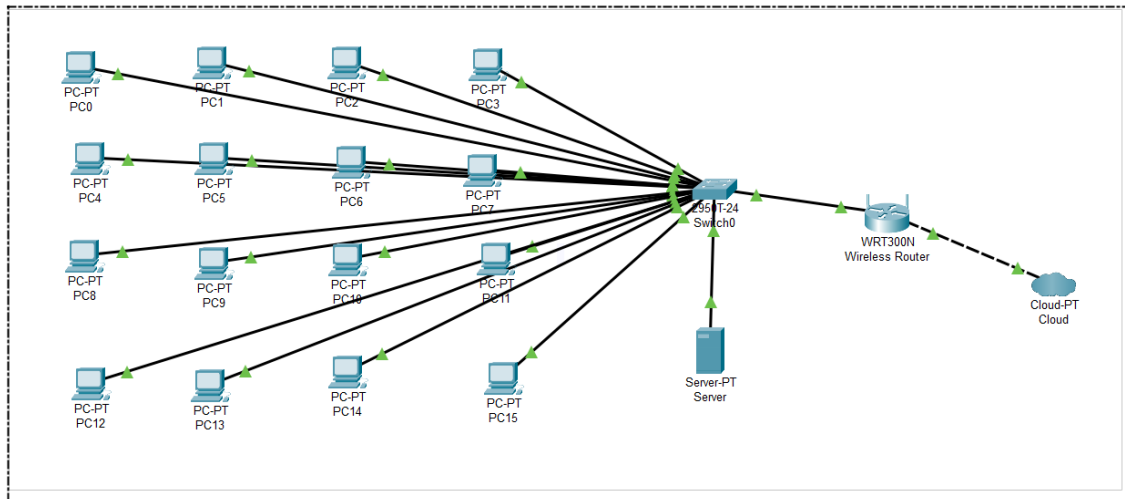 PC-PT
PC0
PC-PT
PC1
PC-PT
PC2
PC-PT
PC3
PC-PT
PC4
PC-PT
PC5
PC-PT
PC6
PC-PT
PC7
2950T-24
Switch0
WRT300N
Wireless Router
PC-PT
PC8
PC-PT
PC9
PC-PT
PC10
PC-PT
PC11
Cloud-PT
Cloud
PC-PT
PC12
PC-PT
PC13
PC-PT
PC14
PC-PT
PC15
Server-PT
Server